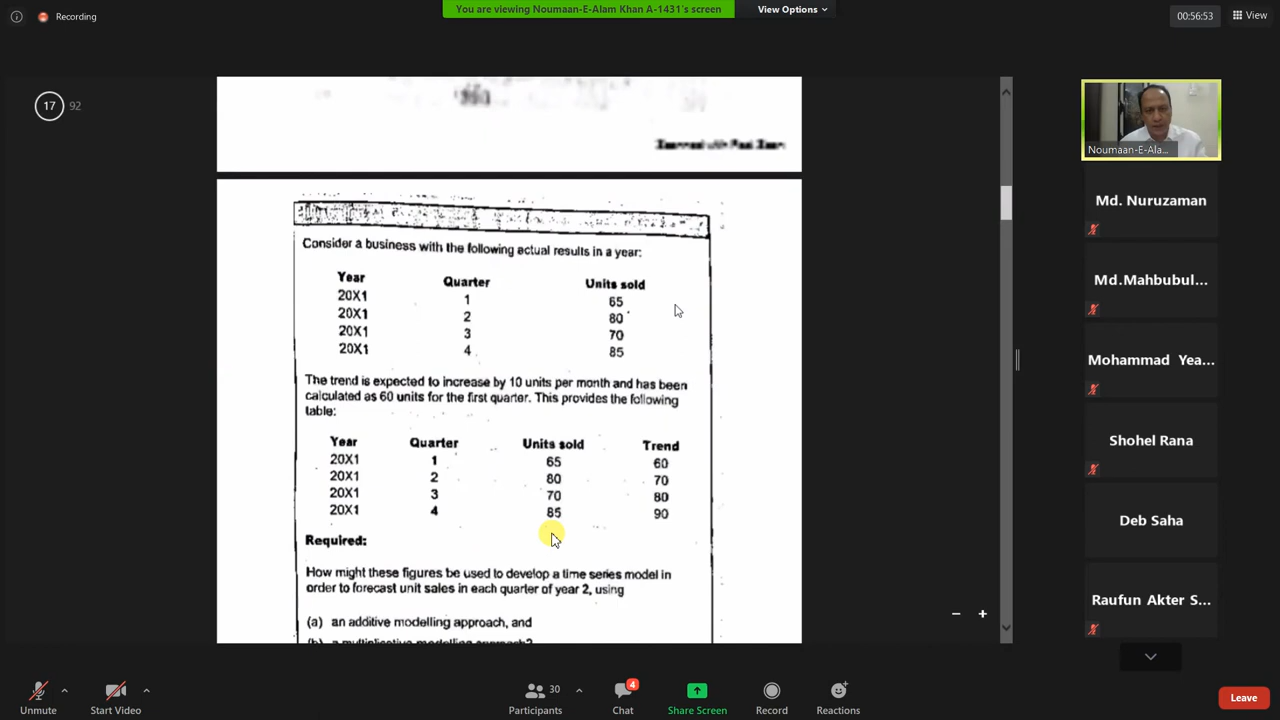 Recording
You are viewing Noumaan-E-Alam Khan A-1431's screen
View Options
00:56:53
View
17
92
Consider a business with the following actual results in a year:
Year Quarter Units sold
20X1 1 65
20X1 2 80
20X1 3 70
20X1 4 85
The trend is expected to increase by 10 units per month and has been
calculated as 60 units for the first quarter. This provides the following
table:
Year Quarter Units sold Trend
20X1 1 65 60
20X1 2 80 70
20X1 3 70 80
20X1 4 85 90
Required:
How might these figures be used to develop a time series model in
order to forecast unit sales in each quarter of year 2, using
(a) an additive modelling approach, and
(b) a multiplicative modelling approach?
Noumaan-E-Ala...
Md. Nuruzaman
Md.Mahbubul...
Mohammad Yea...
Shohel Rana
Deb Saha
Raufun Akter S...
Unmute
Start Video
30
Participants
4
Chat
Share Screen
Record
Reactions
Leave